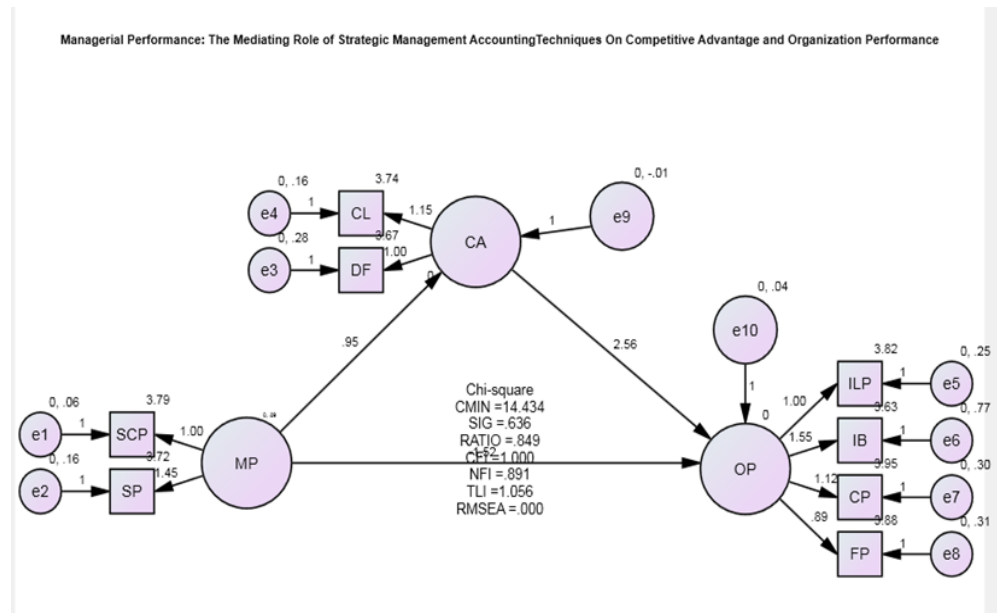 Managerial Performance: The Mediating Role of Strategic Management AccountingTechniques On Competitive Advantage and Organization Performance
0, -.01
0, .16
3.74
e4
1
CL
1.15
e9
1
CA
0, .28
3.67
1.00
e3
1
DF
0
0, .04
e10
.95
2.56
3.82
0, .25
1
ILP
1
e5
Chi-square
CMIN =14.434
SIG =.636
RATIO =.849
CFI =1.000
NFI =.891
TLI =1.056
RMSEA =.000
0
1.00
3.63
0, .77
1.55
IB
1
e6
0, .06
3.79
e1
1
SCP
1.00
MP
OP
3.95
0, .30
1.12
CP
1
e7
0, .16
3.72
1.45
e2
1
SP
.89
3.88
0, .31
FP
1
e8